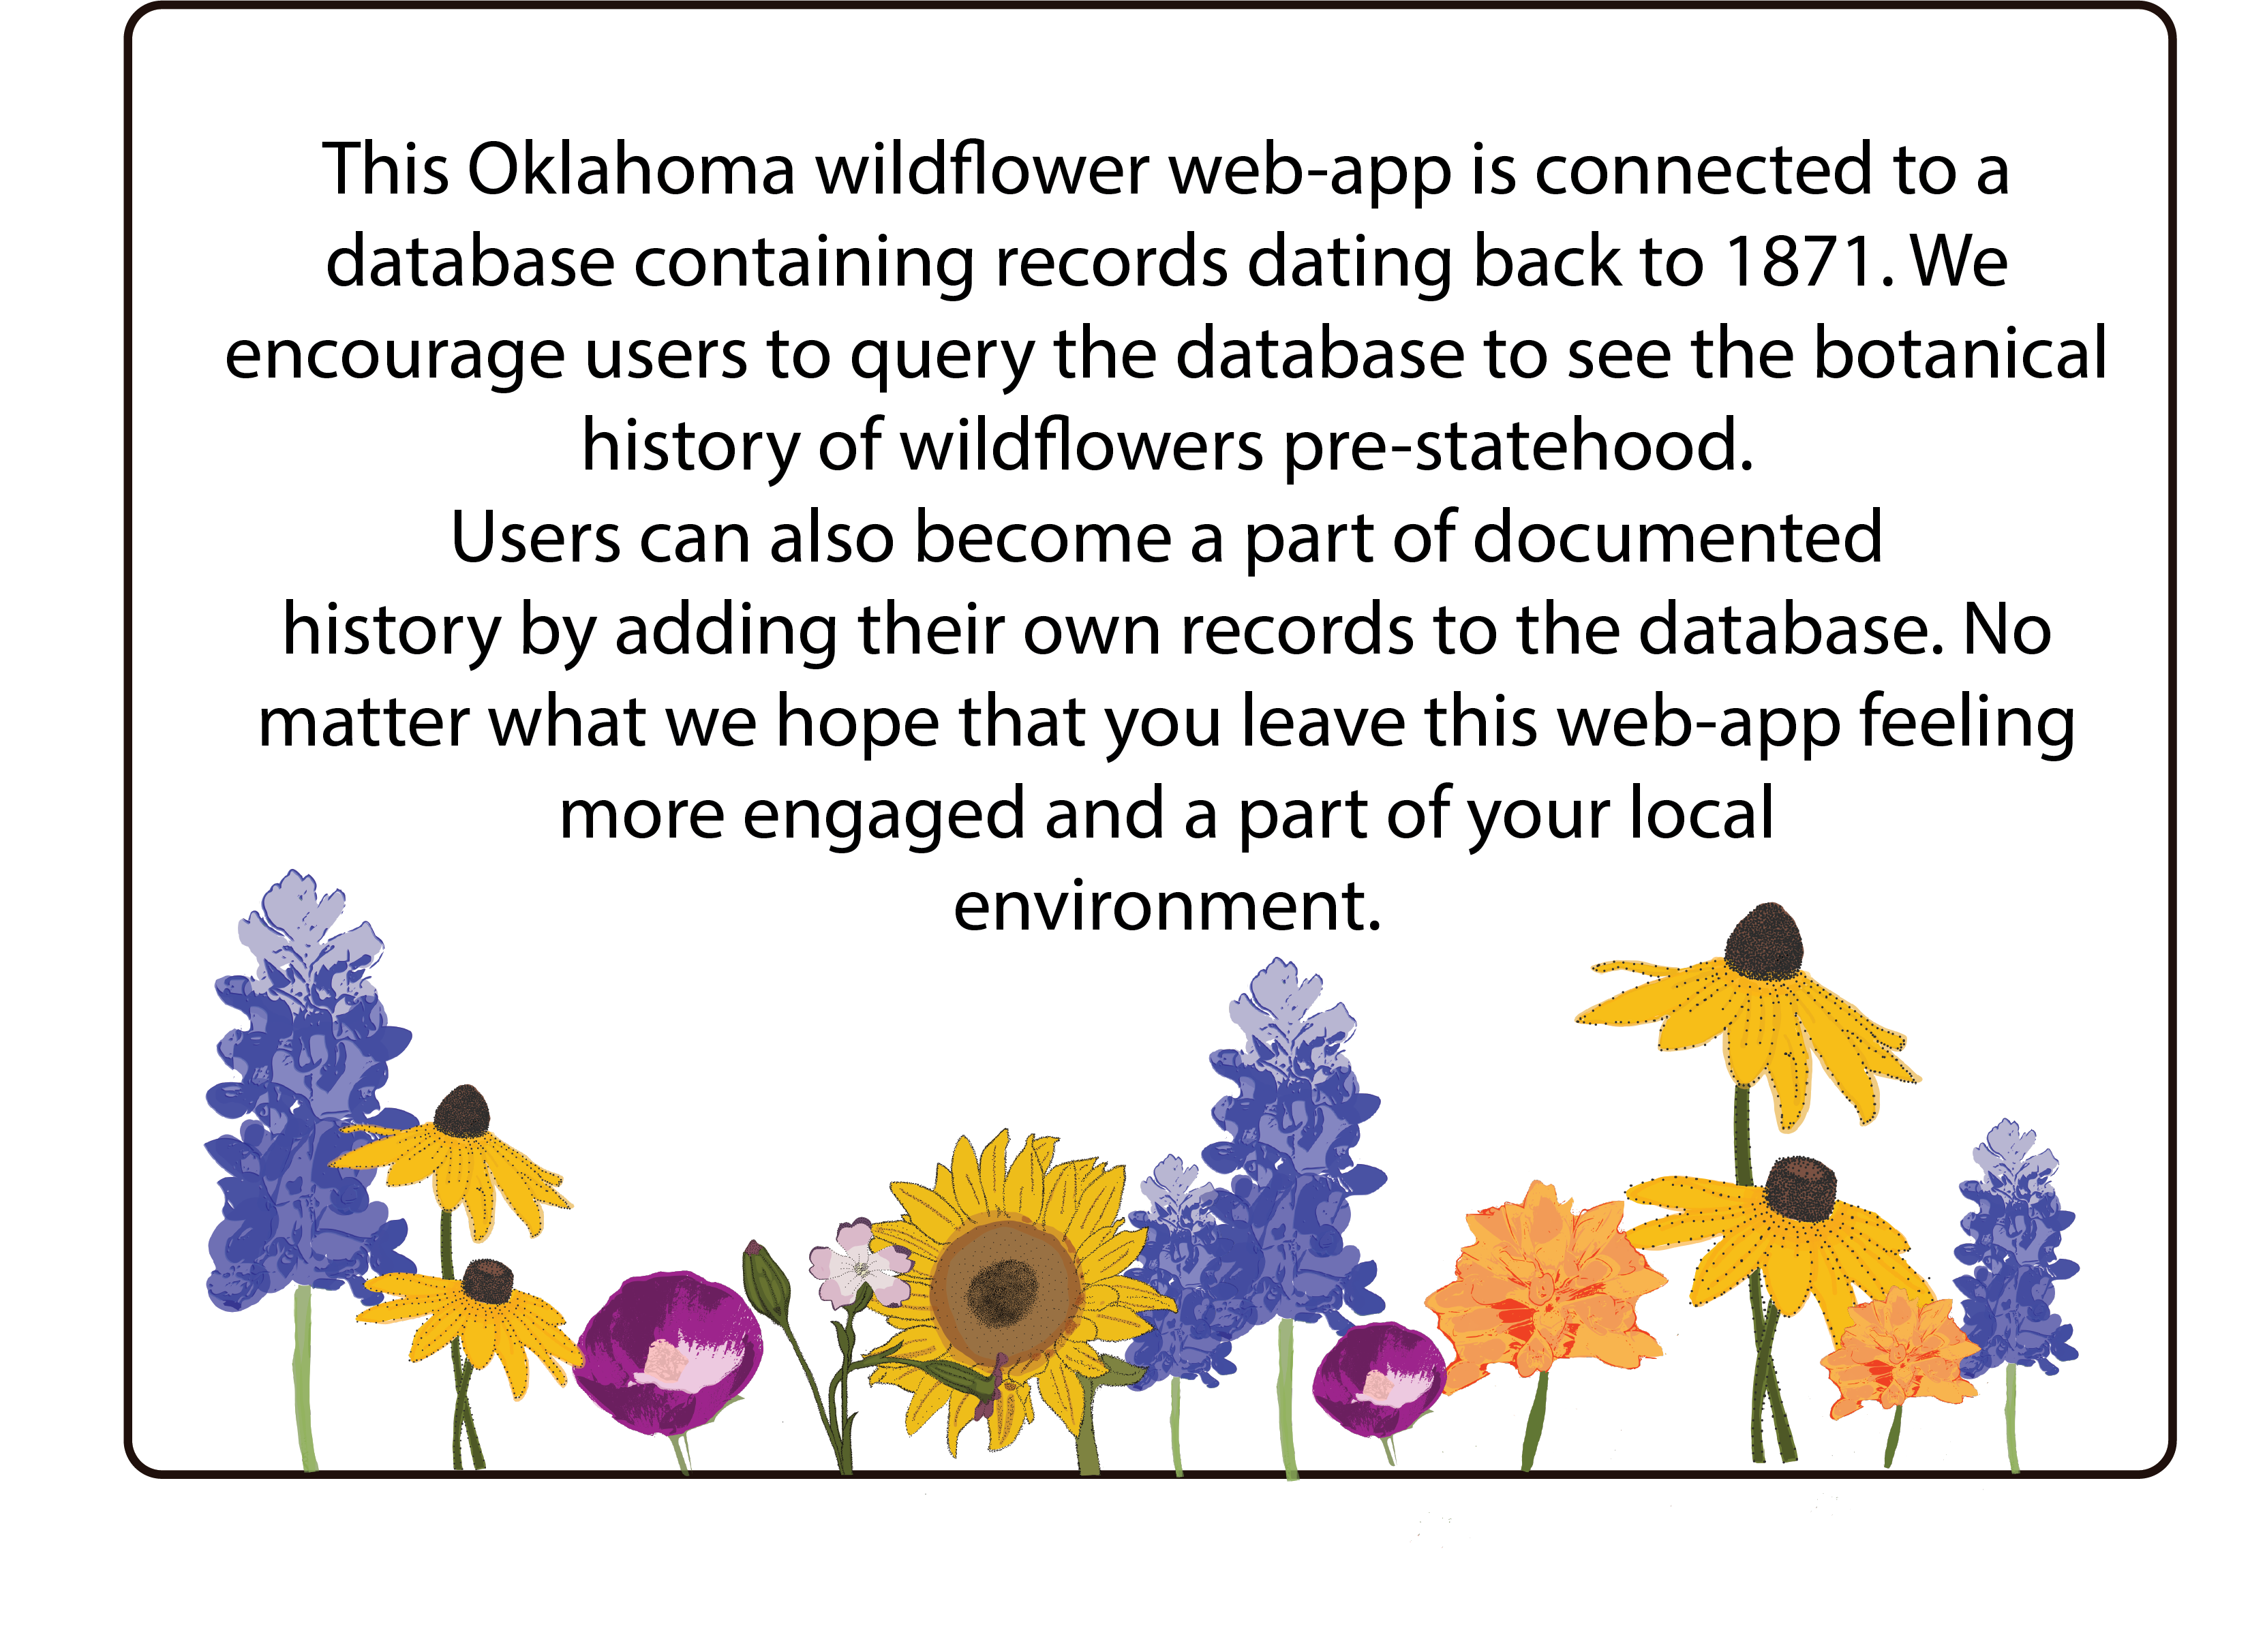 This Oklahoma wildflower web-app is connected to a
database containing records dating back to 1871. We
encourage users to query the database to see the botanical
history of wildflowers pre-statehood.
Users can also become a part of documented
history by adding their own records to the database. No
matter what we hope that you leave this web-app feeling
more engaged and a part of your local
environment.